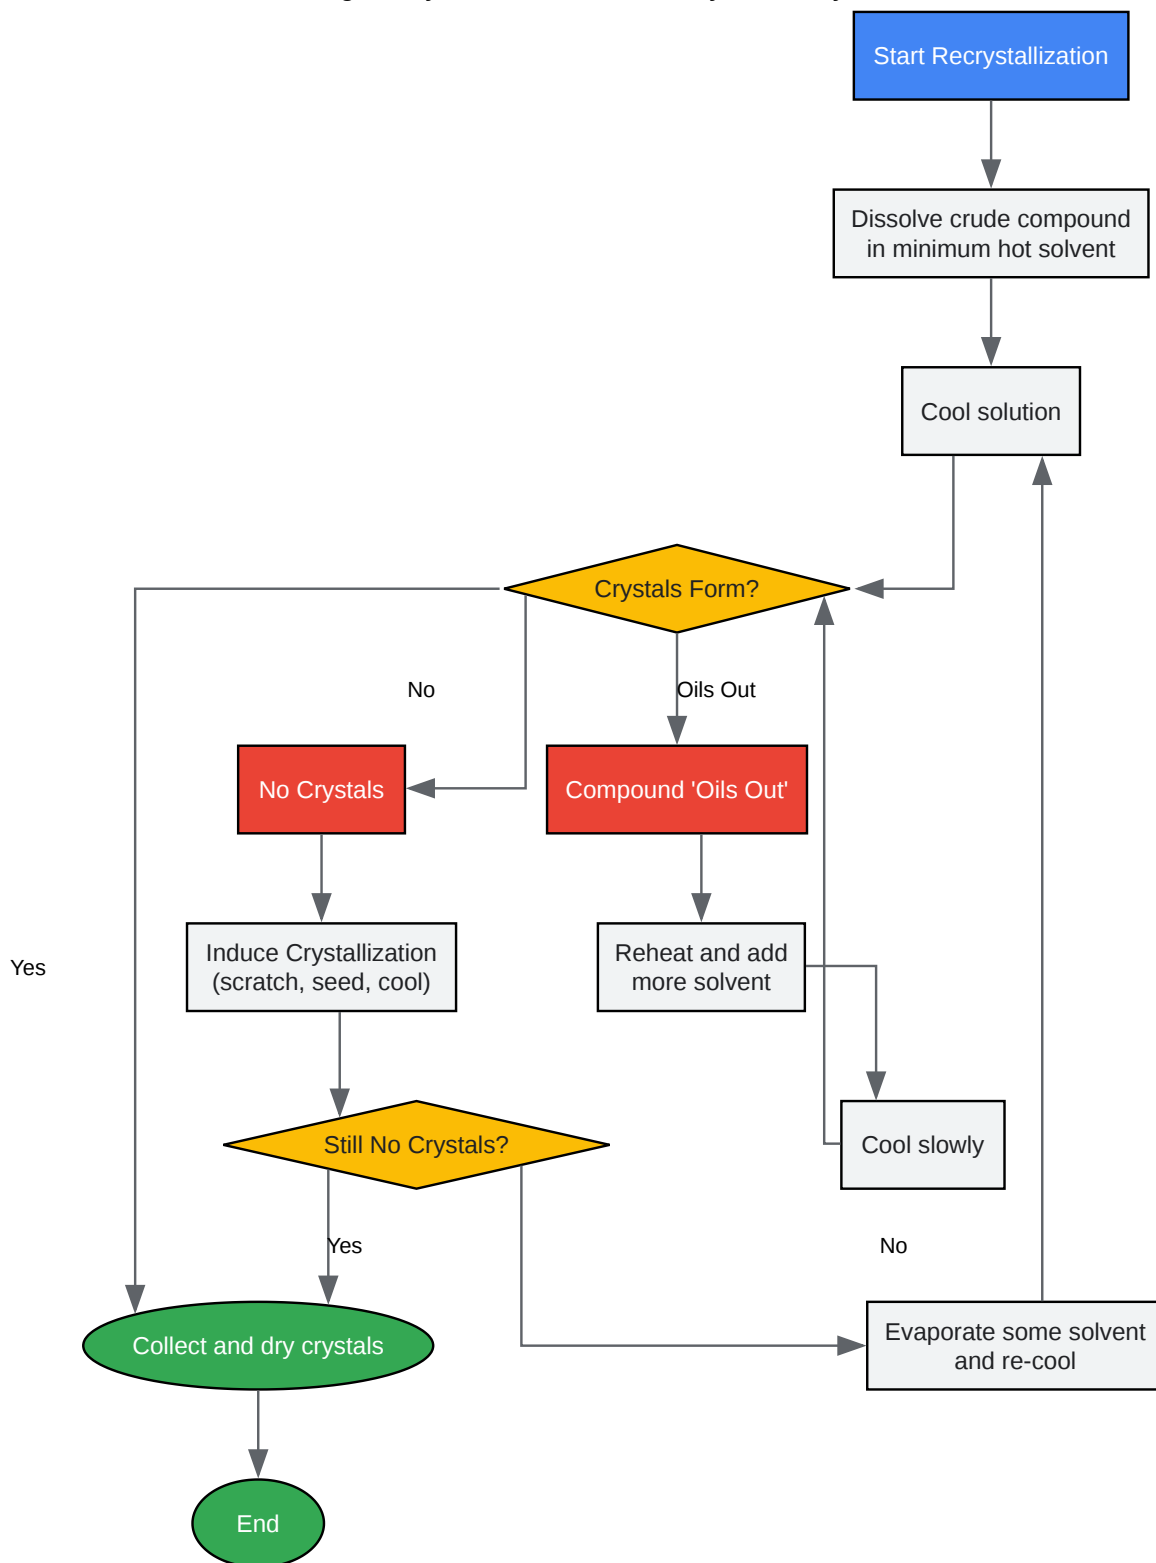 Start Recrystallization
Dissolve crude compound
in minimum hot solvent
Cool solution
Crystals Form?
No
Oils Out
No Crystals
Compound 'Oils Out'
Induce Crystallization
(scratch, seed, cool)
Reheat and add
more solvent
Yes
Still No Crystals?
Cool slowly
Yes
No
Collect and dry crystals
Evaporate some solvent
and re-cool
End